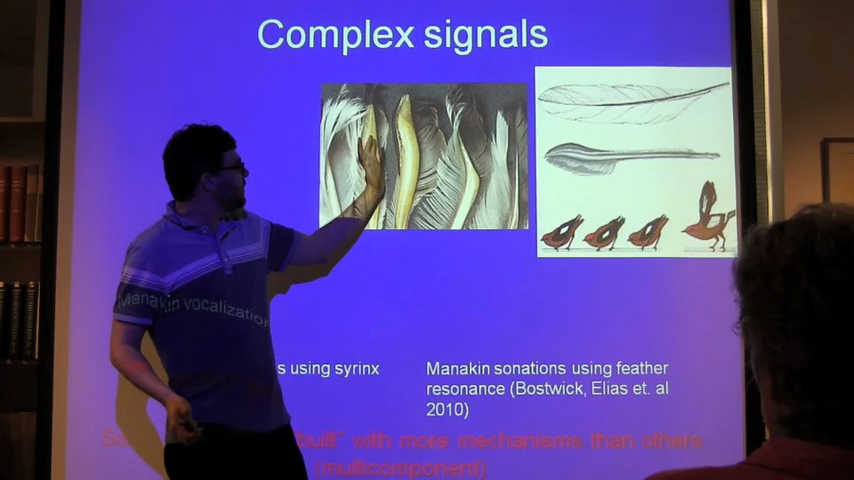 Complex signals
Manakin vocalization
s using syrinx
Manakin sonations using feather
resonance (Bostwick, Elias et. al
2010)
So built" with more mechanisms than others
(multicomponent)